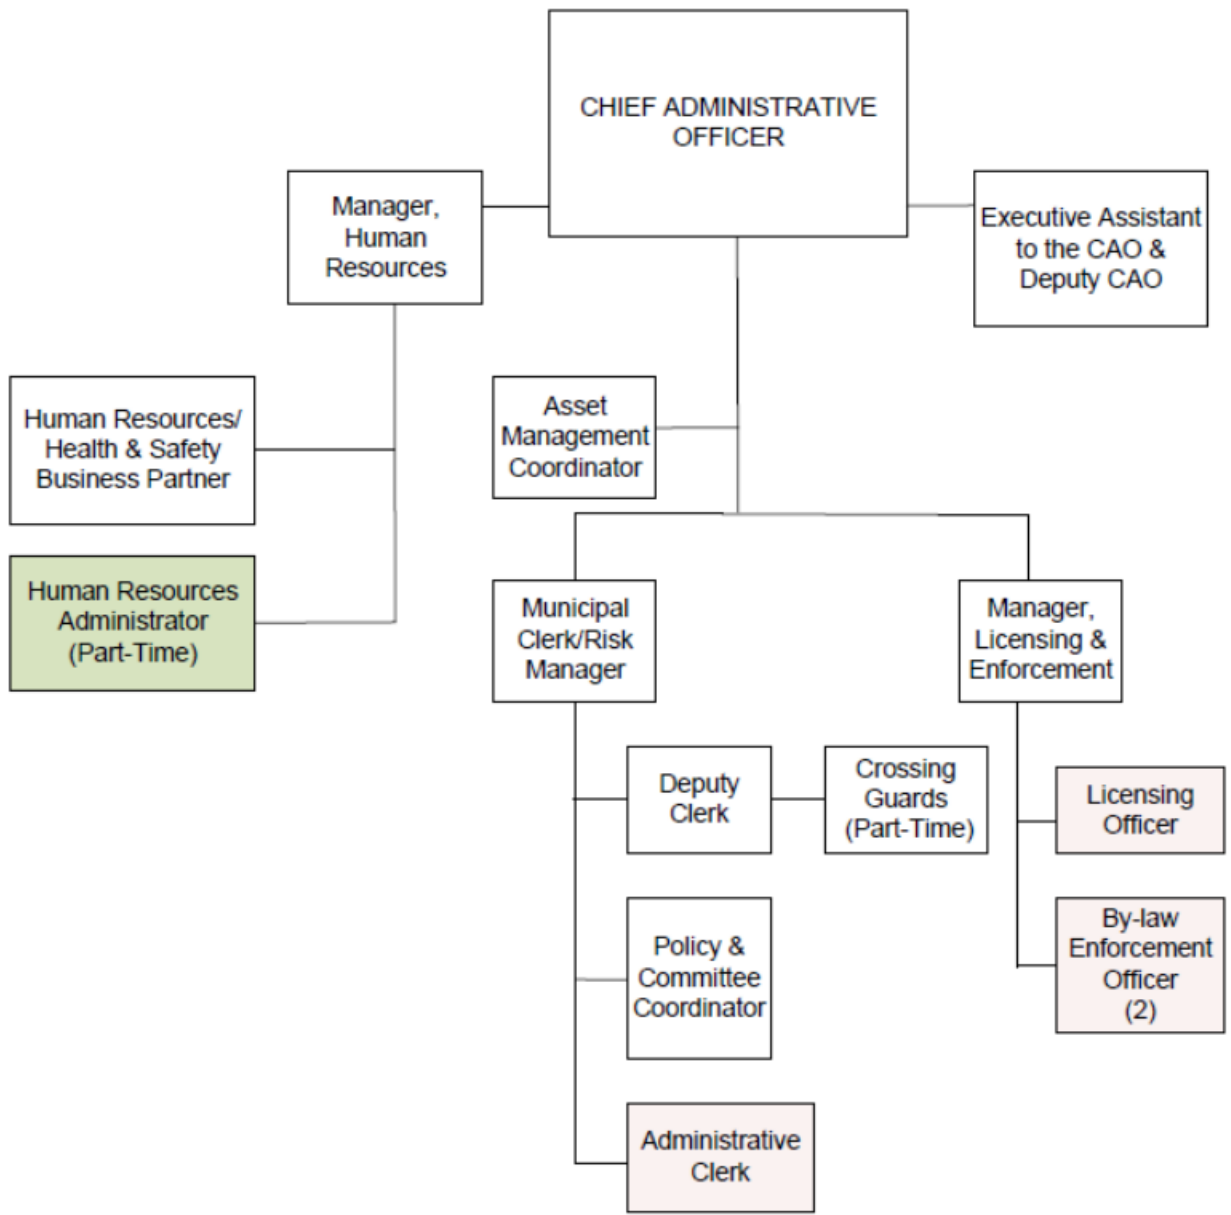 CHIEF ADMINISTRATIVE
OFFICER
Manager,
Human
Resources
Executive Assistant
to the CAO &
Deputy CAO
Human Resources/
Health & Safety
Business Partner
Asset
Management
Coordinator
Human Resources
Administrator
(Part-Time)
Municipal
Clerk/Risk
Manager
Manager,
Licensing &
Enforcement
Deputy
Clerk
Crossing
Guards
(Part-Time)
Licensing
Officer
Policy &
Committee
Coordinator
By-law
Enforcement
Officer
(2)
Administrative
Clerk